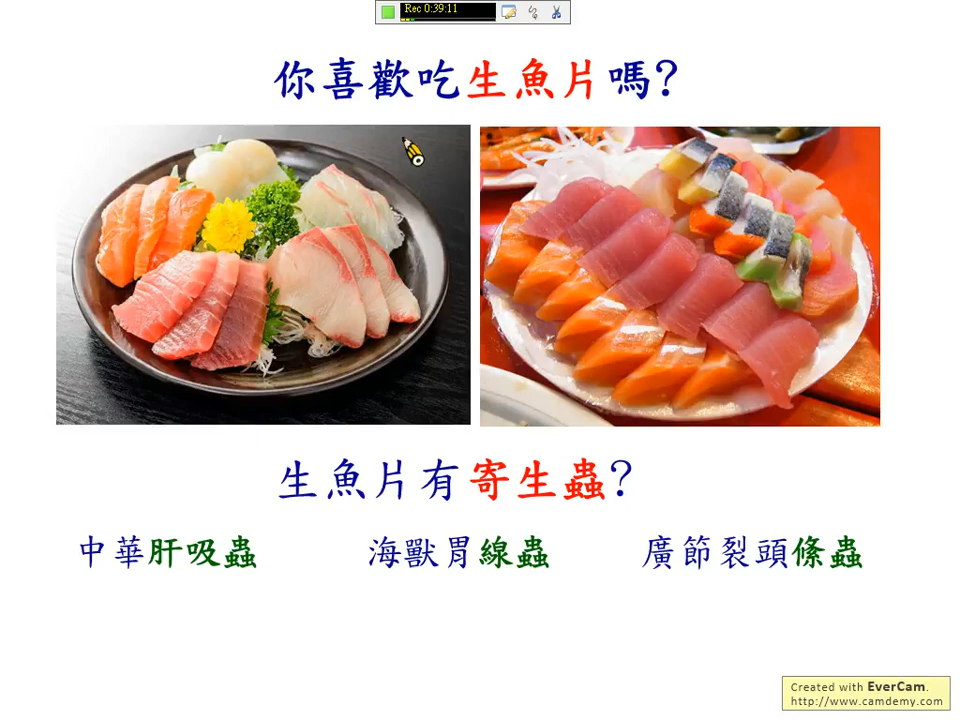 Rec 0:39:11
你喜歡吃生魚片嗎?
生魚片有寄生蟲?
中華肝吸蟲 海獸胃線蟲 廣節裂頭條蟲
Created with EverCam.
http://www.camdemy.com